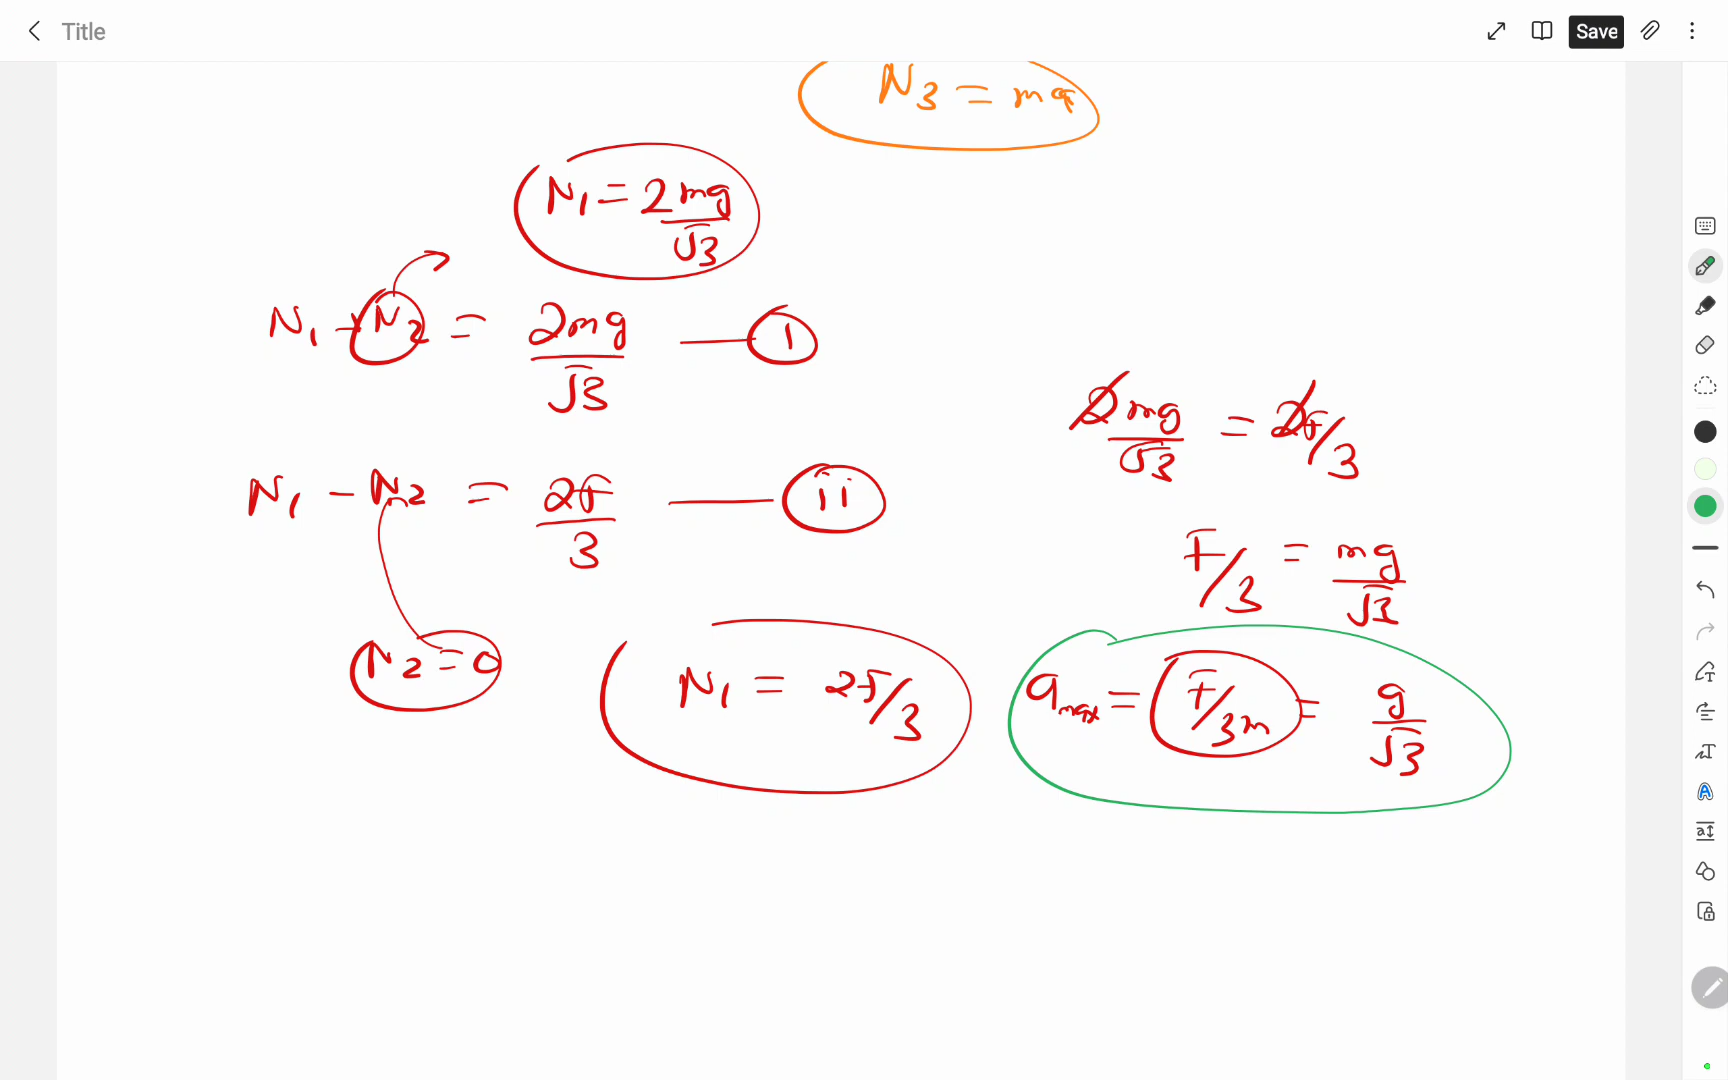 Title
Save
N3 = mg
N1 = 2mg/√3
N1 + N2 = 2mg/√3 — i
2mg/√3 = 2F/3
N1 - N2 = 2F/3 — ii
F/3 = mg/√3
N2 = 0
N1 = 2F/3
amax = F/3m = g/√3